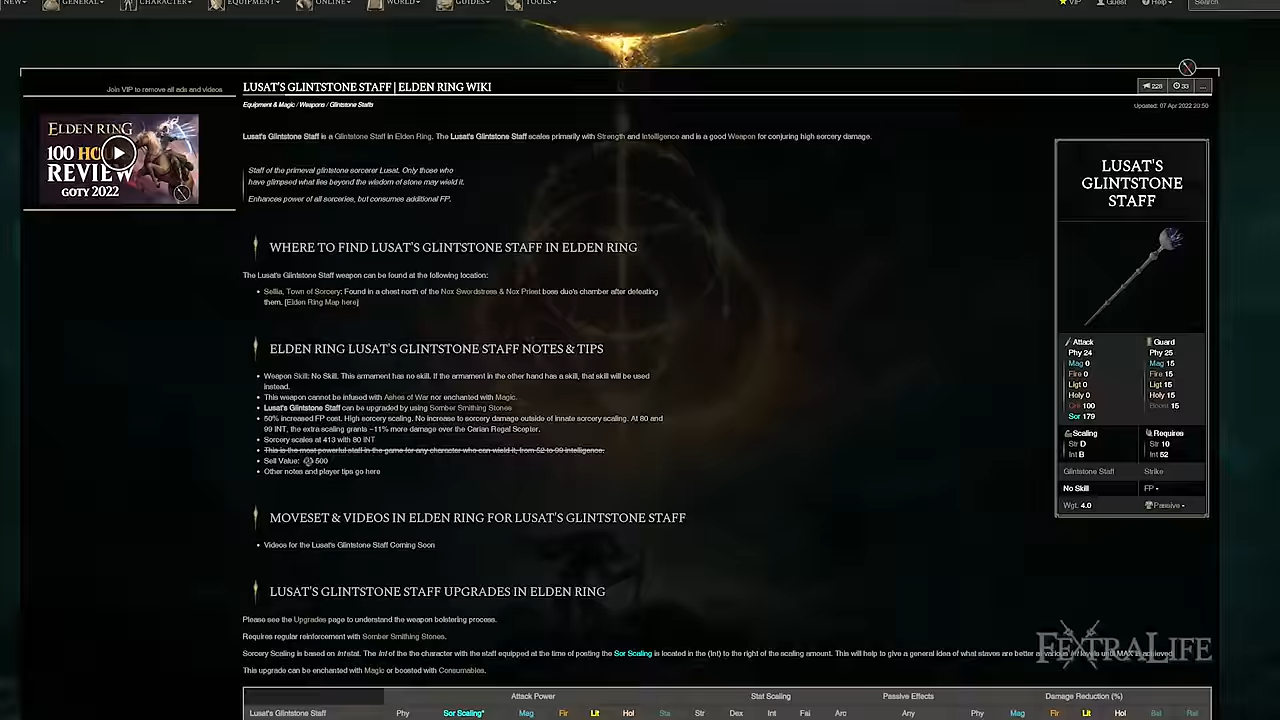 NEW GENERAL CHARACTER EQUIPMENT ONLINE WORLD GUIDES TOOLS VIP Guest Help Search
Join VIP to remove all ads and videos
ELDEN RING
100 HO
REVIEW
GOTY 2022
LUSAT'S GLINTSTONE STAFF | ELDEN RING WIKI
228 33 ...
Equipment & Magic / Weapons / Glintstone Staffs
Updated: 07 Apr 2022 20:50
Lusat's Glintstone Staff is a Glintstone Staff in Elden Ring. The Lusat's Glintstone Staff scales primarily with Strength and Intelligence and is a good Weapon for conjuring high sorcery damage.
Staff of the primeval glintstone sorcerer Lusat. Only those who
have glimpsed what lies beyond the wisdom of stone may wield it.
Enhances power of all sorceries, but consumes additional FP.
WHERE TO FIND LUSAT'S GLINTSTONE STAFF IN ELDEN RING
The Lusat's Glintstone Staff weapon can be found at the following location:
• Sellia, Town of Sorcery: Found in a chest north of the Nox Swordstress & Nox Priest boss duo's chamber after defeating
them. [Elden Ring Map here]
ELDEN RING LUSAT'S GLINTSTONE STAFF NOTES & TIPS
• Weapon Skill: No Skill. This armament has no skill. If the armament in the other hand has a skill, that skill will be used
instead.
• This weapon cannot be infused with Ashes of War nor enchanted with Magic.
• Lusat's Glintstone Staff can be upgraded by using Somber Smithing Stones
• 50% increased FP cost. High sorcery scaling. No increase to sorcery damage outside of innate sorcery scaling. At 80 and
99 INT, the extra scaling grants ~11% more damage over the Carian Regal Scepter.
• Sorcery scales at 413 with 80 INT
• This is the most powerful staff in the game for any character who can wield it, from 52 to 99 intelligence.
• Sell Value: 500
• Other notes and player tips go here
MOVESET & VIDEOS IN ELDEN RING FOR LUSAT'S GLINTSTONE STAFF
• Videos for the Lusat's Glintstone Staff Coming Soon
LUSAT'S GLINTSTONE STAFF UPGRADES IN ELDEN RING
Please see the Upgrades page to understand the weapon bolstering process.
Requires regular reinforcement with Somber Smithing Stones.
Sorcery Scaling is based on Int stat. The Int of the the character with the staff equipped at the time of posting the Sor Scaling is located in the (Int) to the right of the scaling amount. This will help to give a general idea of what staves are better at various Int levels until MAX is achieved
This upgrade can be enchanted with Magic or boosted with Consumables.
Attack Power Stat Scaling Passive Effects Damage Reduction (%)
Lusat's Glintstone Staff Phy Sor Scaling* Mag Fir Lit Hol Sta Str Dex Int Fai Arc Any Phy Mag Fir Lit Hol Bst Rst
LUSAT'S
GLINTSTONE
STAFF
Attack Guard
Phy 24 Phy 25
Mag 0 Mag 15
Fire 0 Fire 15
Ligt 0 Ligt 15
Holy 0 Holy 15
Crit 100 Boost 15
Sor 179
Scaling Requires
Str D Str 10
Int B Int 52
Glintstone Staff Strike
No Skill FP -
Wgt. 4.0 Passive -
FEXTRALIFE